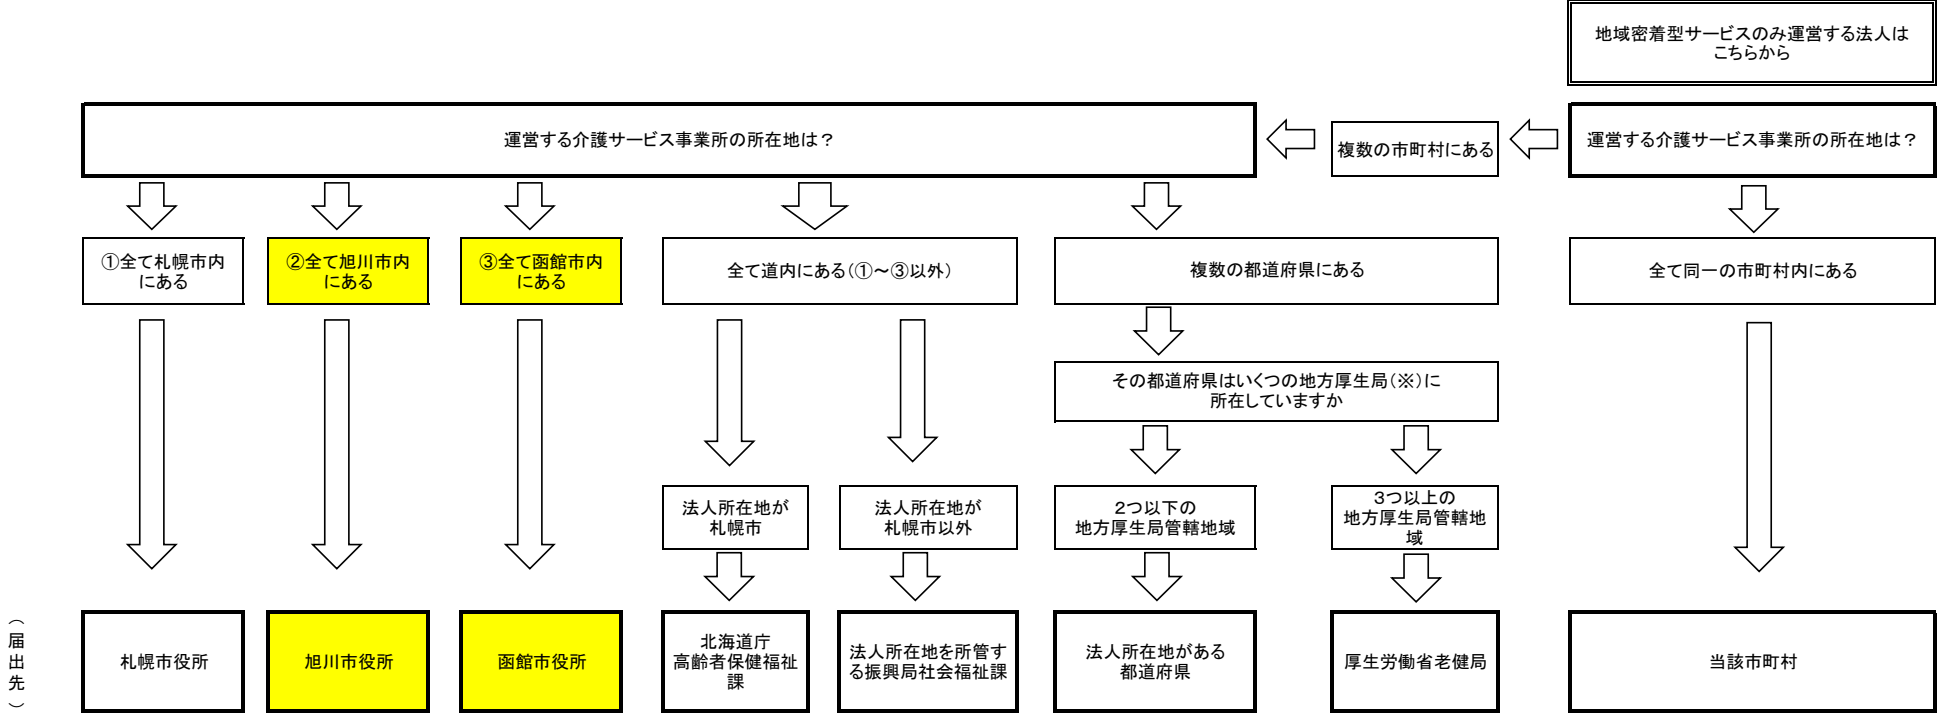 地域密着型サービスのみ運営する法人は
こちらから
運営する介護サービス事業所の所在地は？
複数の市町村にある
運営する介護サービス事業所の所在地は？
①全て札幌市内
にある
②全て旭川市内
にある
③全て函館市内
にある
全て道内にある（①～③以外）
複数の都道府県にある
全て同一の市町村内にある
その都道府県はいくつの地方厚生局（※）に
所在していますか
法人所在地が
札幌市
法人所在地が
札幌市以外
２つ以下の
地方厚生局管轄地域
３つ以上の
地方厚生局管轄地
域
（届出先）
札幌市役所
旭川市役所
函館市役所
北海道庁
高齢者保健福祉
課
法人所在地を所管す
る振興局社会福祉課
法人所在地がある
都道府県
厚生労働省老健局
当該市町村